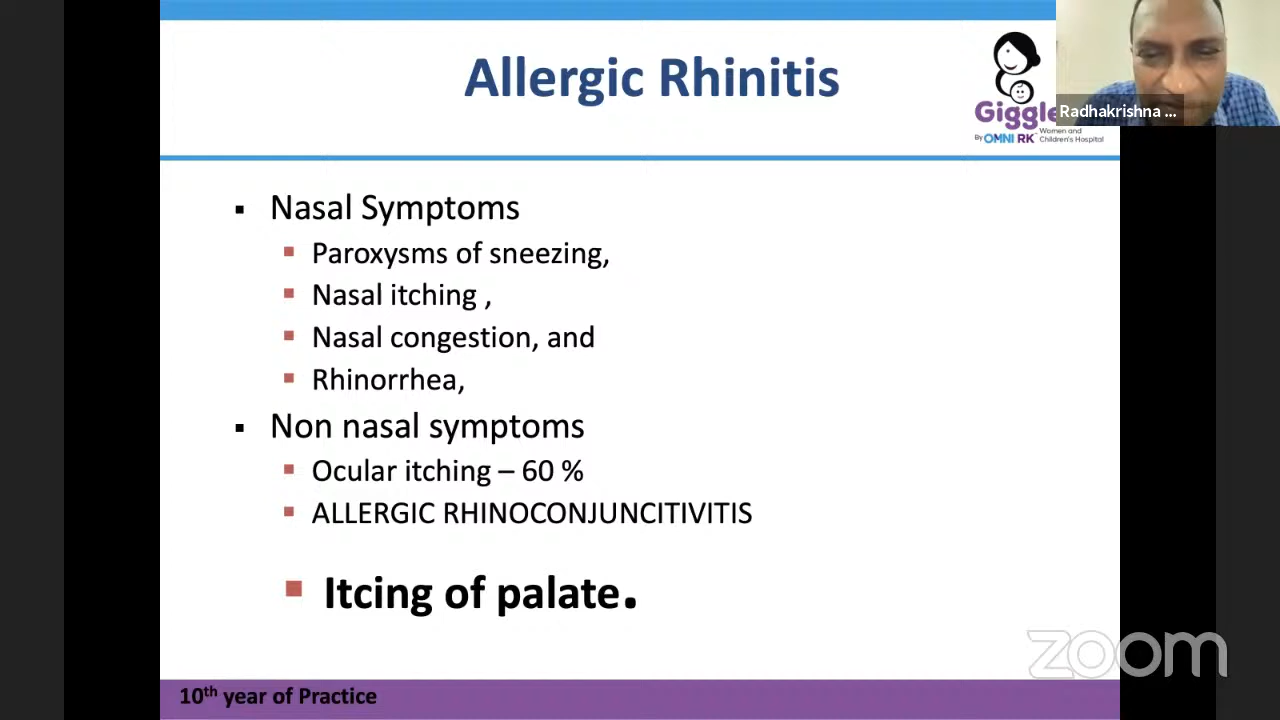 Allergic Rhinitis
Giggle
By OMNI RK Women and
Children's Hospital
Radhakrishna ...
▪ Nasal Symptoms
▪ Paroxysms of sneezing,
▪ Nasal itching ,
▪ Nasal congestion, and
▪ Rhinorrhea,
▪ Non nasal symptoms
▪ Ocular itching – 60 %
▪ ALLERGIC RHINOCONJUNCITIVITIS
▪ Itcing of palate.
zoom
10th year of Practice